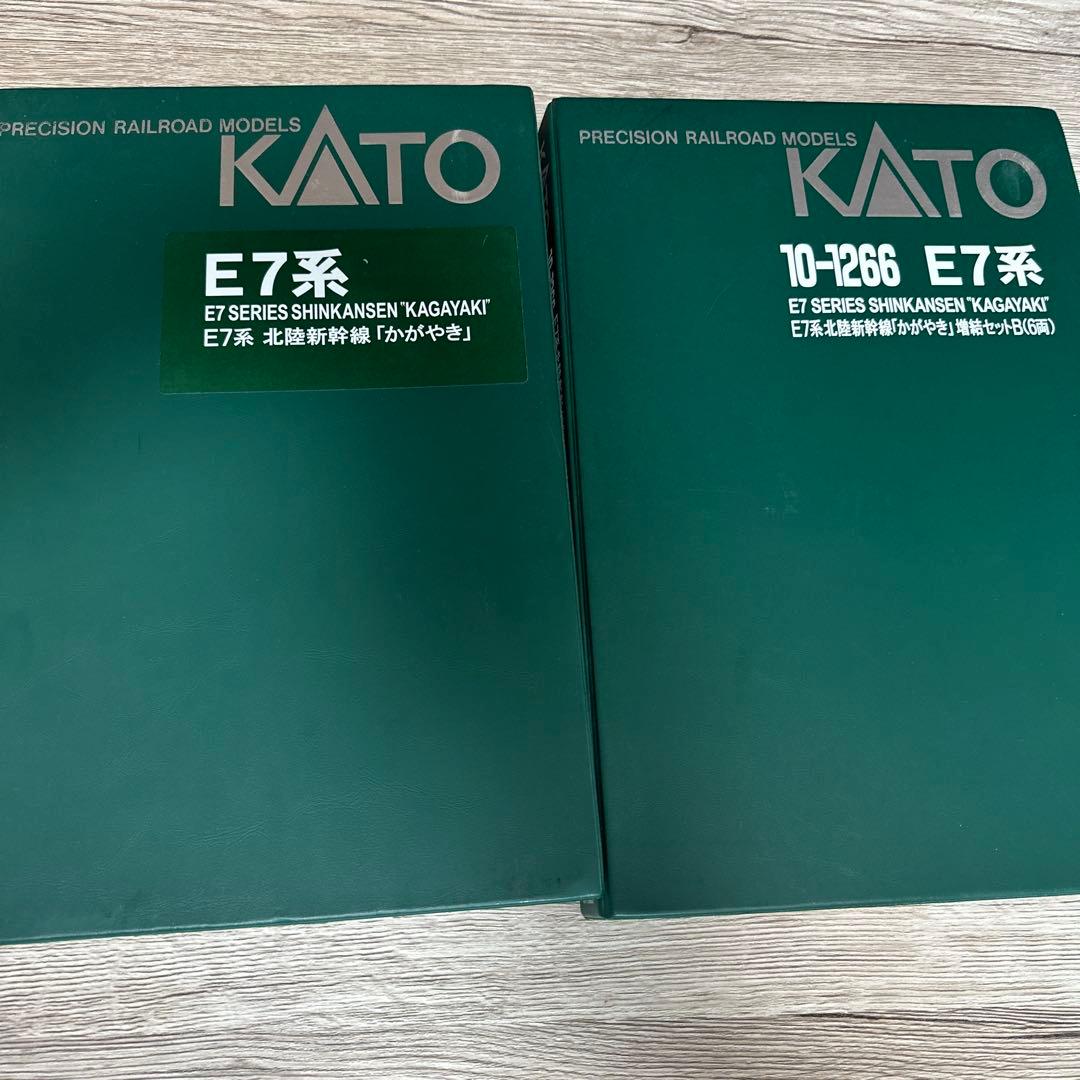 PRECISION RAILROAD MODELS
KATO
E7系
E7 SERIES SHINKANSEN "KAGAYAKI"
E7系 北陸新幹線「かがやき」
PRECISION RAILROAD MODELS
KATO
10-1266 E7系
E7 SERIES SHINKANSEN "KAGAYAKI"
E7系北陸新幹線「かがやき」増結セットB(6両)